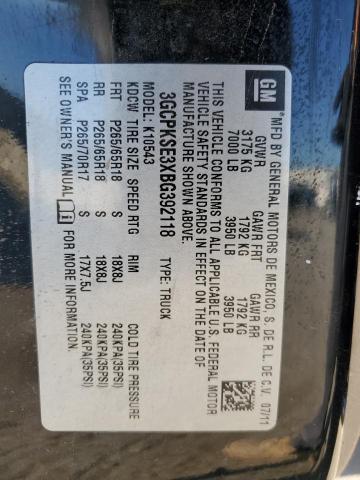 GM MFD BY GENERAL MOTORS DE MEXICO, S. DE R.L. DE C.V. 07/11
GVWR GAWR FRT GAWR RR
3175 KG 1792 KG 1792 KG
7000 LB 3950 LB 3950 LB
THIS VEHICLE CONFORMS TO ALL APPLICABLE U.S. FEDERAL MOTOR
VEHICLE SAFETY STANDARDS IN EFFECT ON THE DATE OF
MANUFACTURE SHOWN ABOVE.
3GCPKSE3XBG392118 TYPE:TRUCK
MODEL: K10543
KDCW TIRE SIZE SPEED RTG RIM COLD TIRE PRESSURE
FRT P265/65R18 S 18X8J 240KPA(35PSI)
RR P265/65R18 S 18X8J 240KPA(35PSI)
SPA P265/70R17 S 17X7.5J 240KPA(35PSI)
SEE OWNER MANUAL